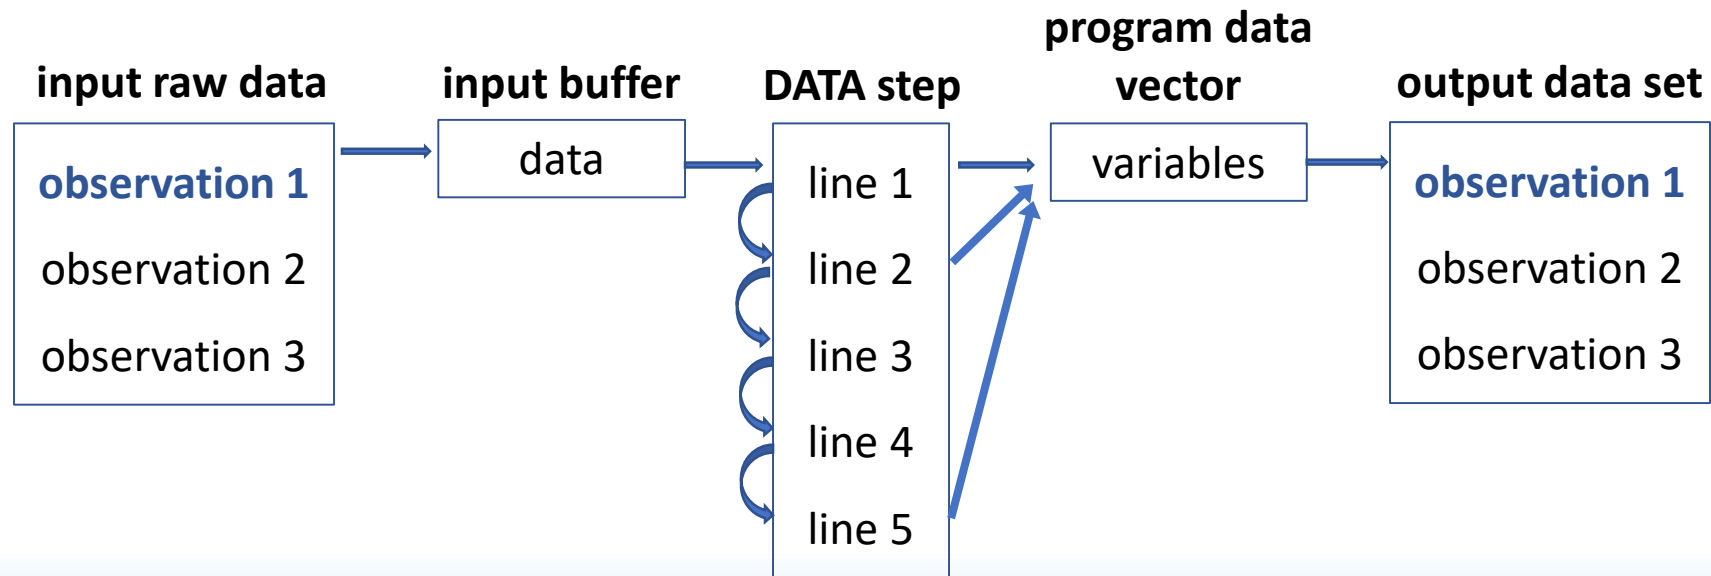 input raw data
observation 1
observation 2
observation 3
input buffer
data
DATA step
line 1
line 2
line 3
line 4
line 5
program data
vector
variables
output data set
observation 1
observation 2
observation 3